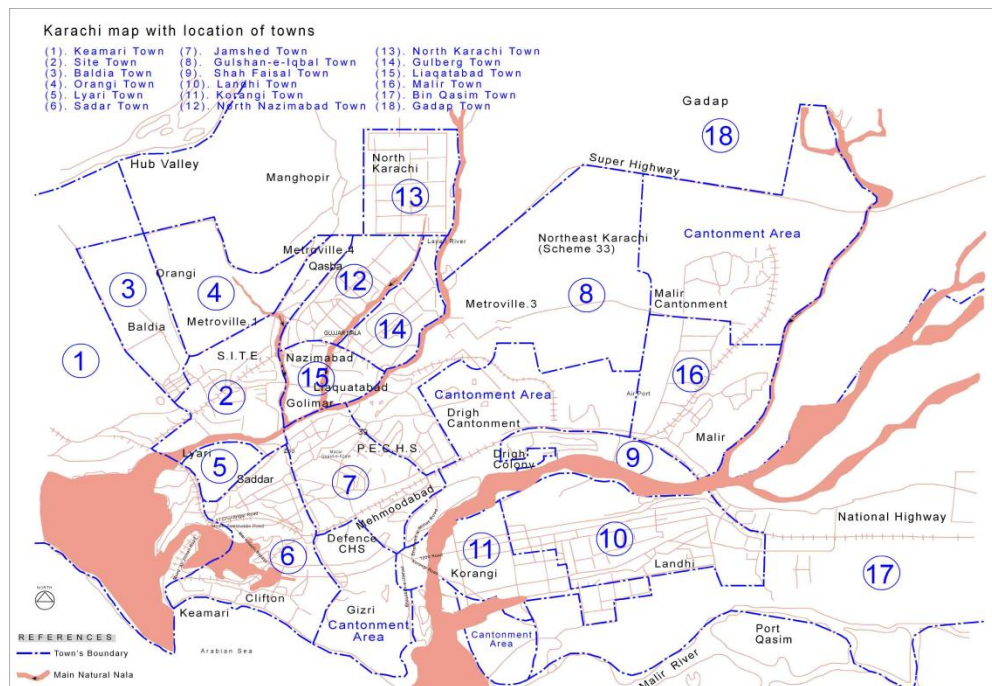 Karachi map with location of towns
(1). Keamari Town
(2). Site Town
(3). Baldia Town
(4). Orangi Town
(5). Lyari Town
(6). Sadar Town
(7). Jamshed Town
(8). Gulshan-e-Iqbal Town
(9). Shah Faisal Town
(10). Landhi Town
(11). Korangi Town
(12). North Nazimabad Town
(13). North Karachi Town
(14). Gulberg Town
(15). Liaqatabad Town
(16). Malir Town
(17). Bin Qasim Town
(18). Gadap Town
Gadap
18
Hub Valley
Manghopir
North
Karachi
13
Super Highway
Cantonment Area
Northeast Karachi
(Scheme 33)
Layari River
Metroville.4
Qasba
12
Orangi
3
4
Metroville.3
8
Malir
Cantonment
Baldia
Metroville.1
GUJJAR NALA
14
1
S.I.T.E.
Nazimabad
15
Liaquatabad
Golimar
2
16
Cantonment Area
Air Port
Drigh
Cantonment
P.E.C.H.S.
Malir
Lyari
5
Saddar
7
Drigh
Colony
9
Mehmoodabad
National Highway
Defence
CHS
6
11
10
Korangi
Landhi
17
Clifton
Keamari
Gizri
Cantonment
Area
Cantonment
Area
Port
Qasim
Malir River
NORTH
REFERENCES
Town's Boundary
Arabian Sea
Main Natural Nala